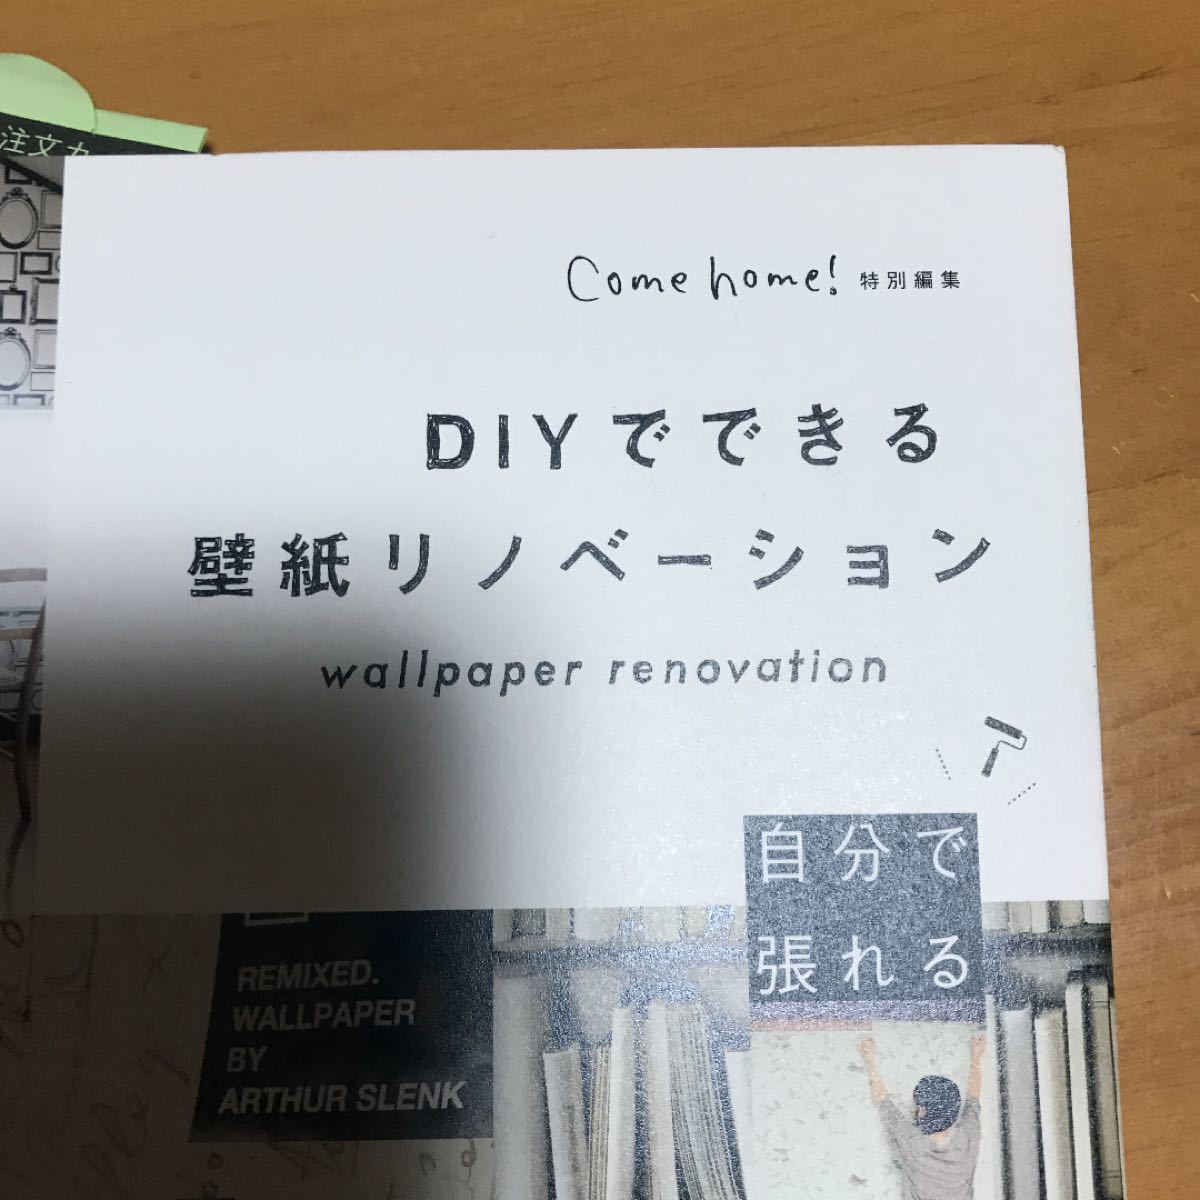 注文カ
Come home! 特別編集
DIYでできる
壁紙リノベーション
wallpaper renovation
自分で
張れる
REMIXED.
WALLPAPER
BY
ARTHUR SLENK